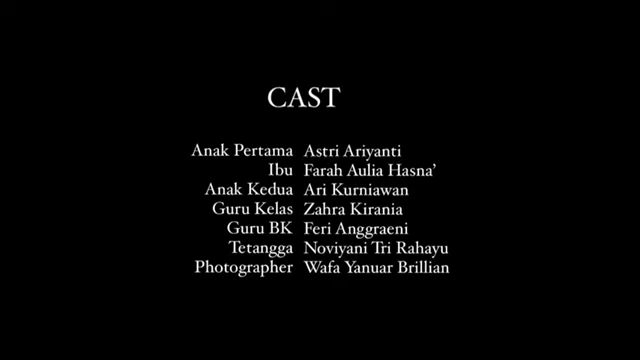 CAST
Anak Pertama Astri Ariyanti
Ibu Farah Aulia Hasna'
Anak Kedua Ari Kurniawan
Guru Kelas Zahra Kirania
Guru BK Feri Anggraeni
Tetangga Noviyani Tri Rahayu
Photographer Wafa Yanuar Brillian